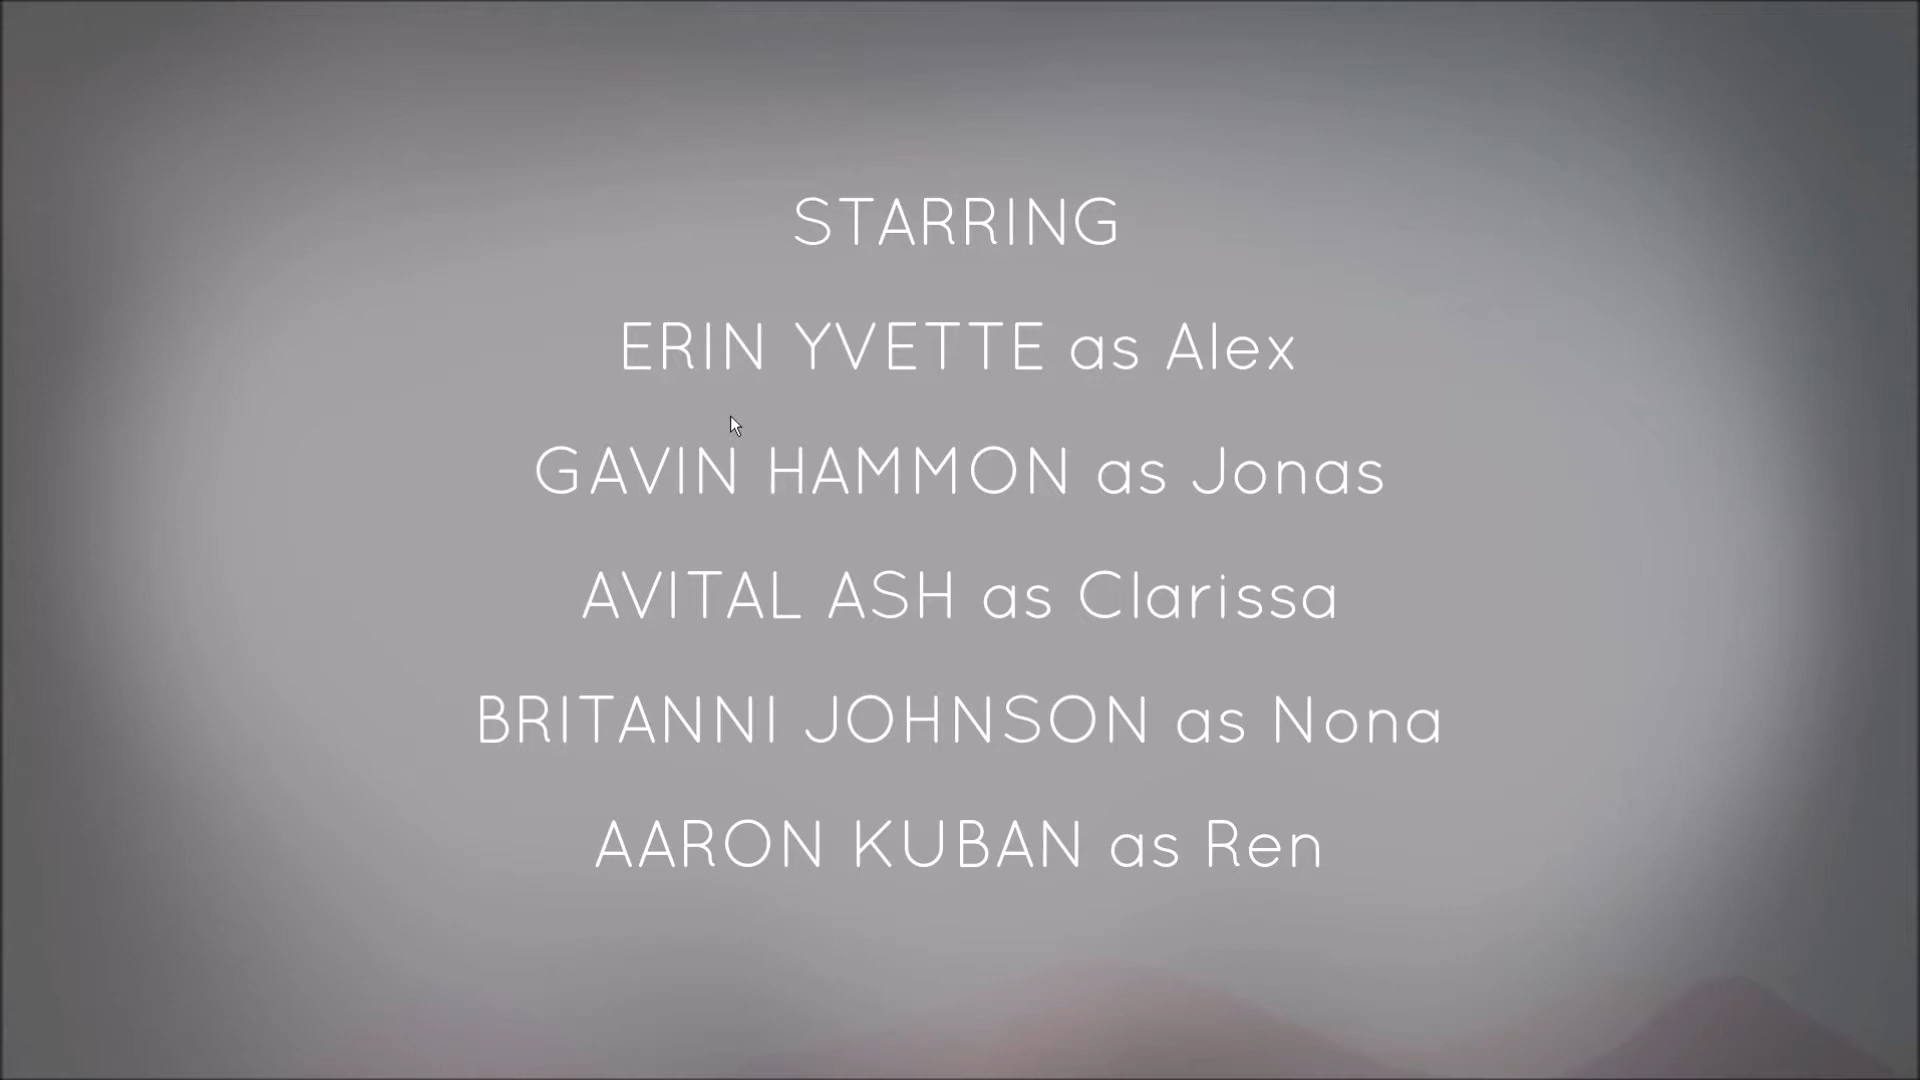 STARRING
ERIN YVETTE as Alex
GAVIN HAMMON as Jonas
AVITAL ASH as Clarissa
BRITANNI JOHNSON as Nona
AARON KUBAN as Ren